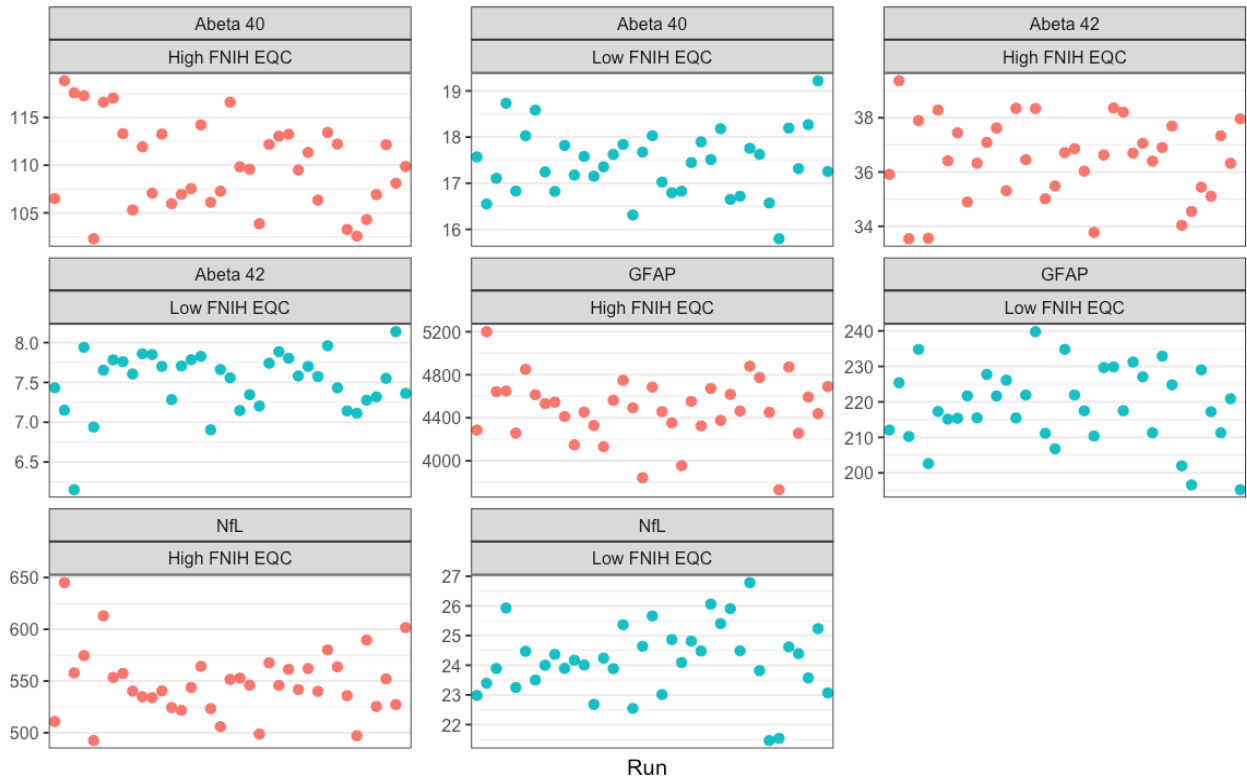 Abeta 40
High FNIH EQC
115
110
105
Abeta 40
Low FNIH EQC
19
18
17
16
Abeta 42
High FNIH EQC
38
36
34
Abeta 42
Low FNIH EQC
8.0
7.5
7.0
6.5
GFAP
High FNIH EQC
5200
4800
4400
4000
GFAP
Low FNIH EQC
240
230
220
210
200
NfL
High FNIH EQC
650
600
550
500
NfL
Low FNIH EQC
27
26
25
24
23
22
Run